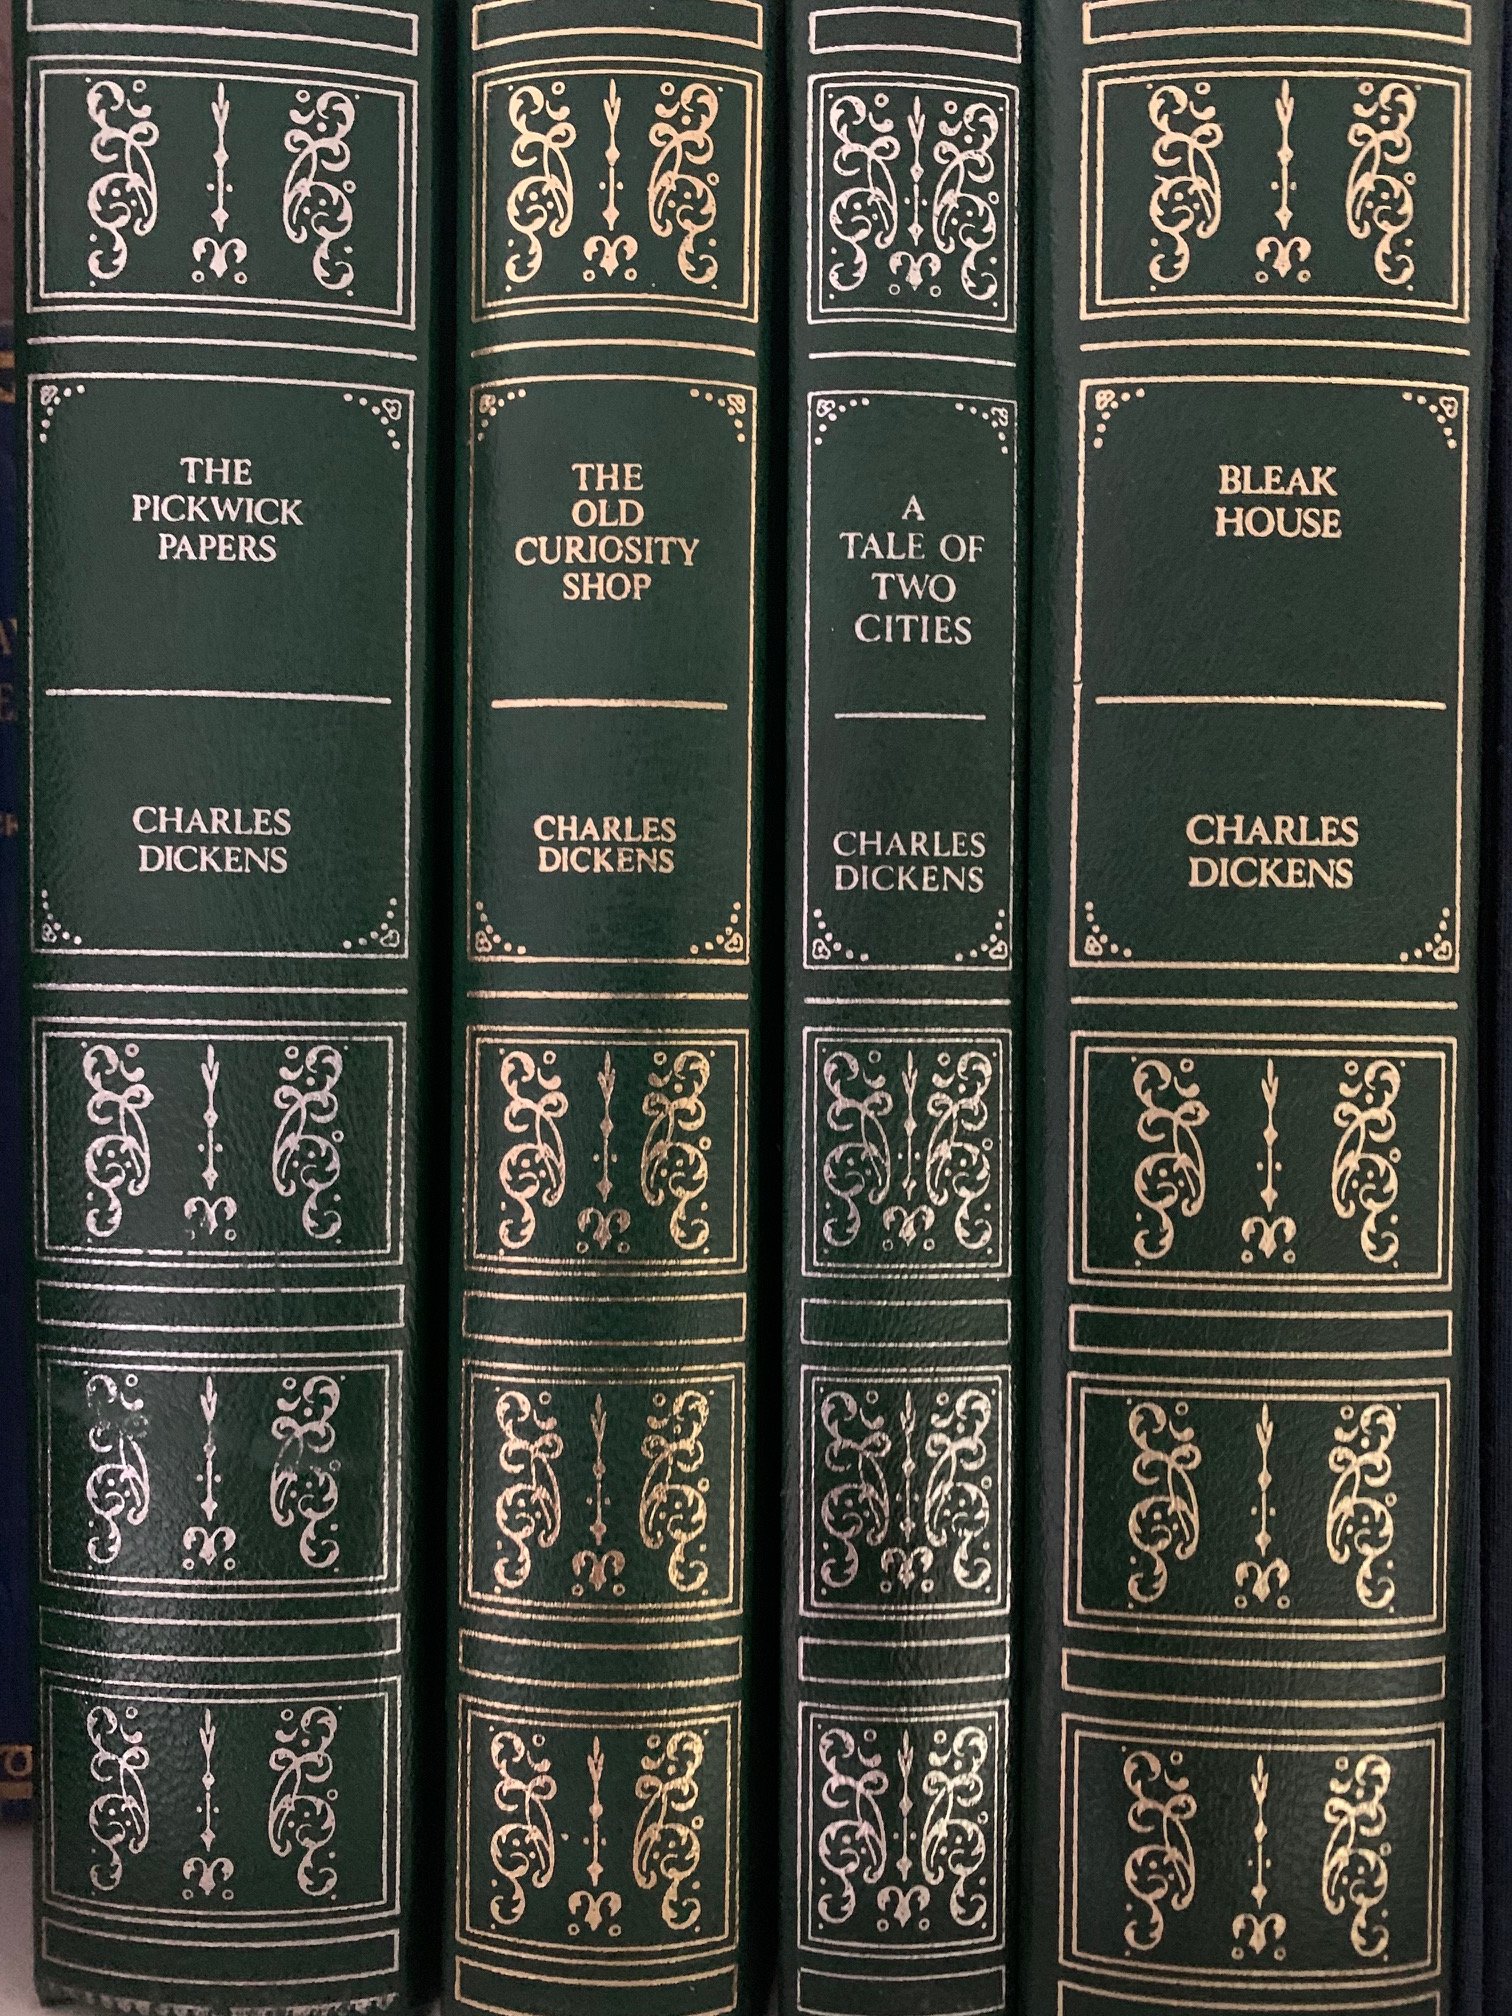 THE
PICKWICK
PAPERS
CHARLES
DICKENS
THE
OLD
CURIOSITY
SHOP
CHARLES
DICKENS
A
TALE OF
TWO
CITIES
CHARLES
DICKENS
BLEAK
HOUSE
CHARLES
DICKENS